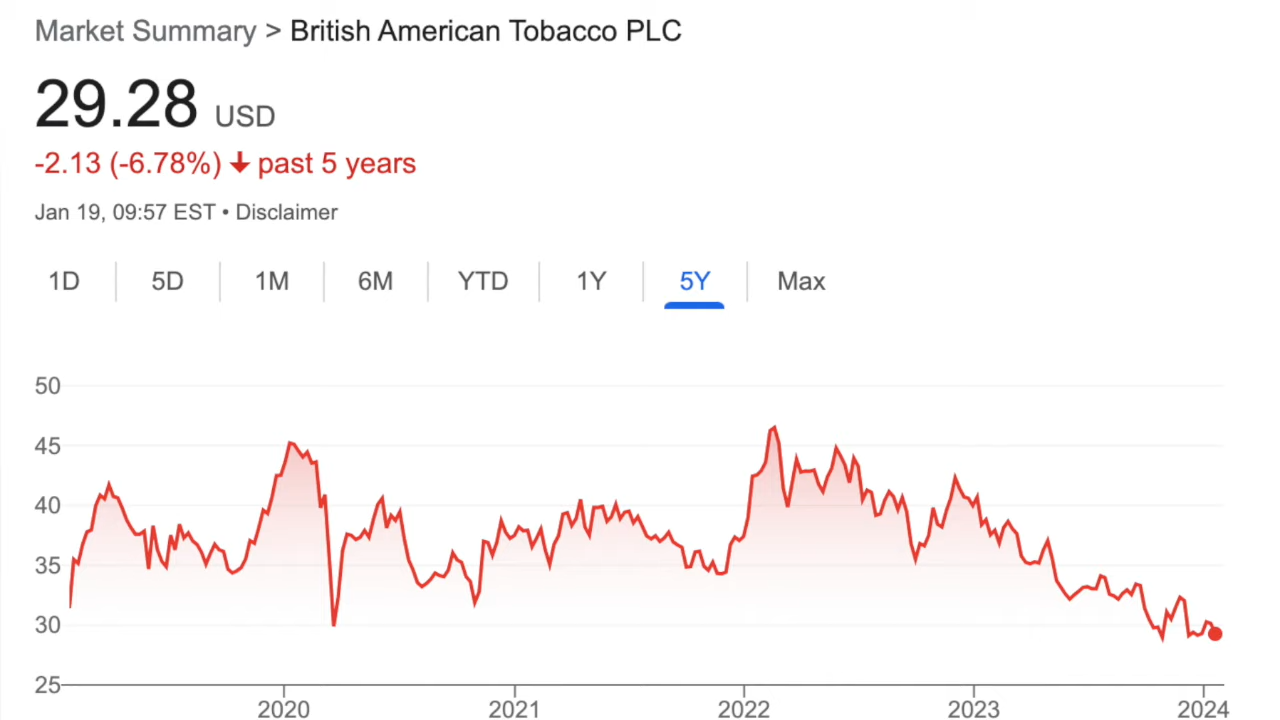 Market Summary > British American Tobacco PLC
29.28 USD
-2.13 (-6.78%) ↓ past 5 years
Jan 19, 09:57 EST • Disclaimer
1D 5D 1M 6M YTD 1Y 5Y Max
50
45
40
35
30
25
2020 2021 2022 2023 2024